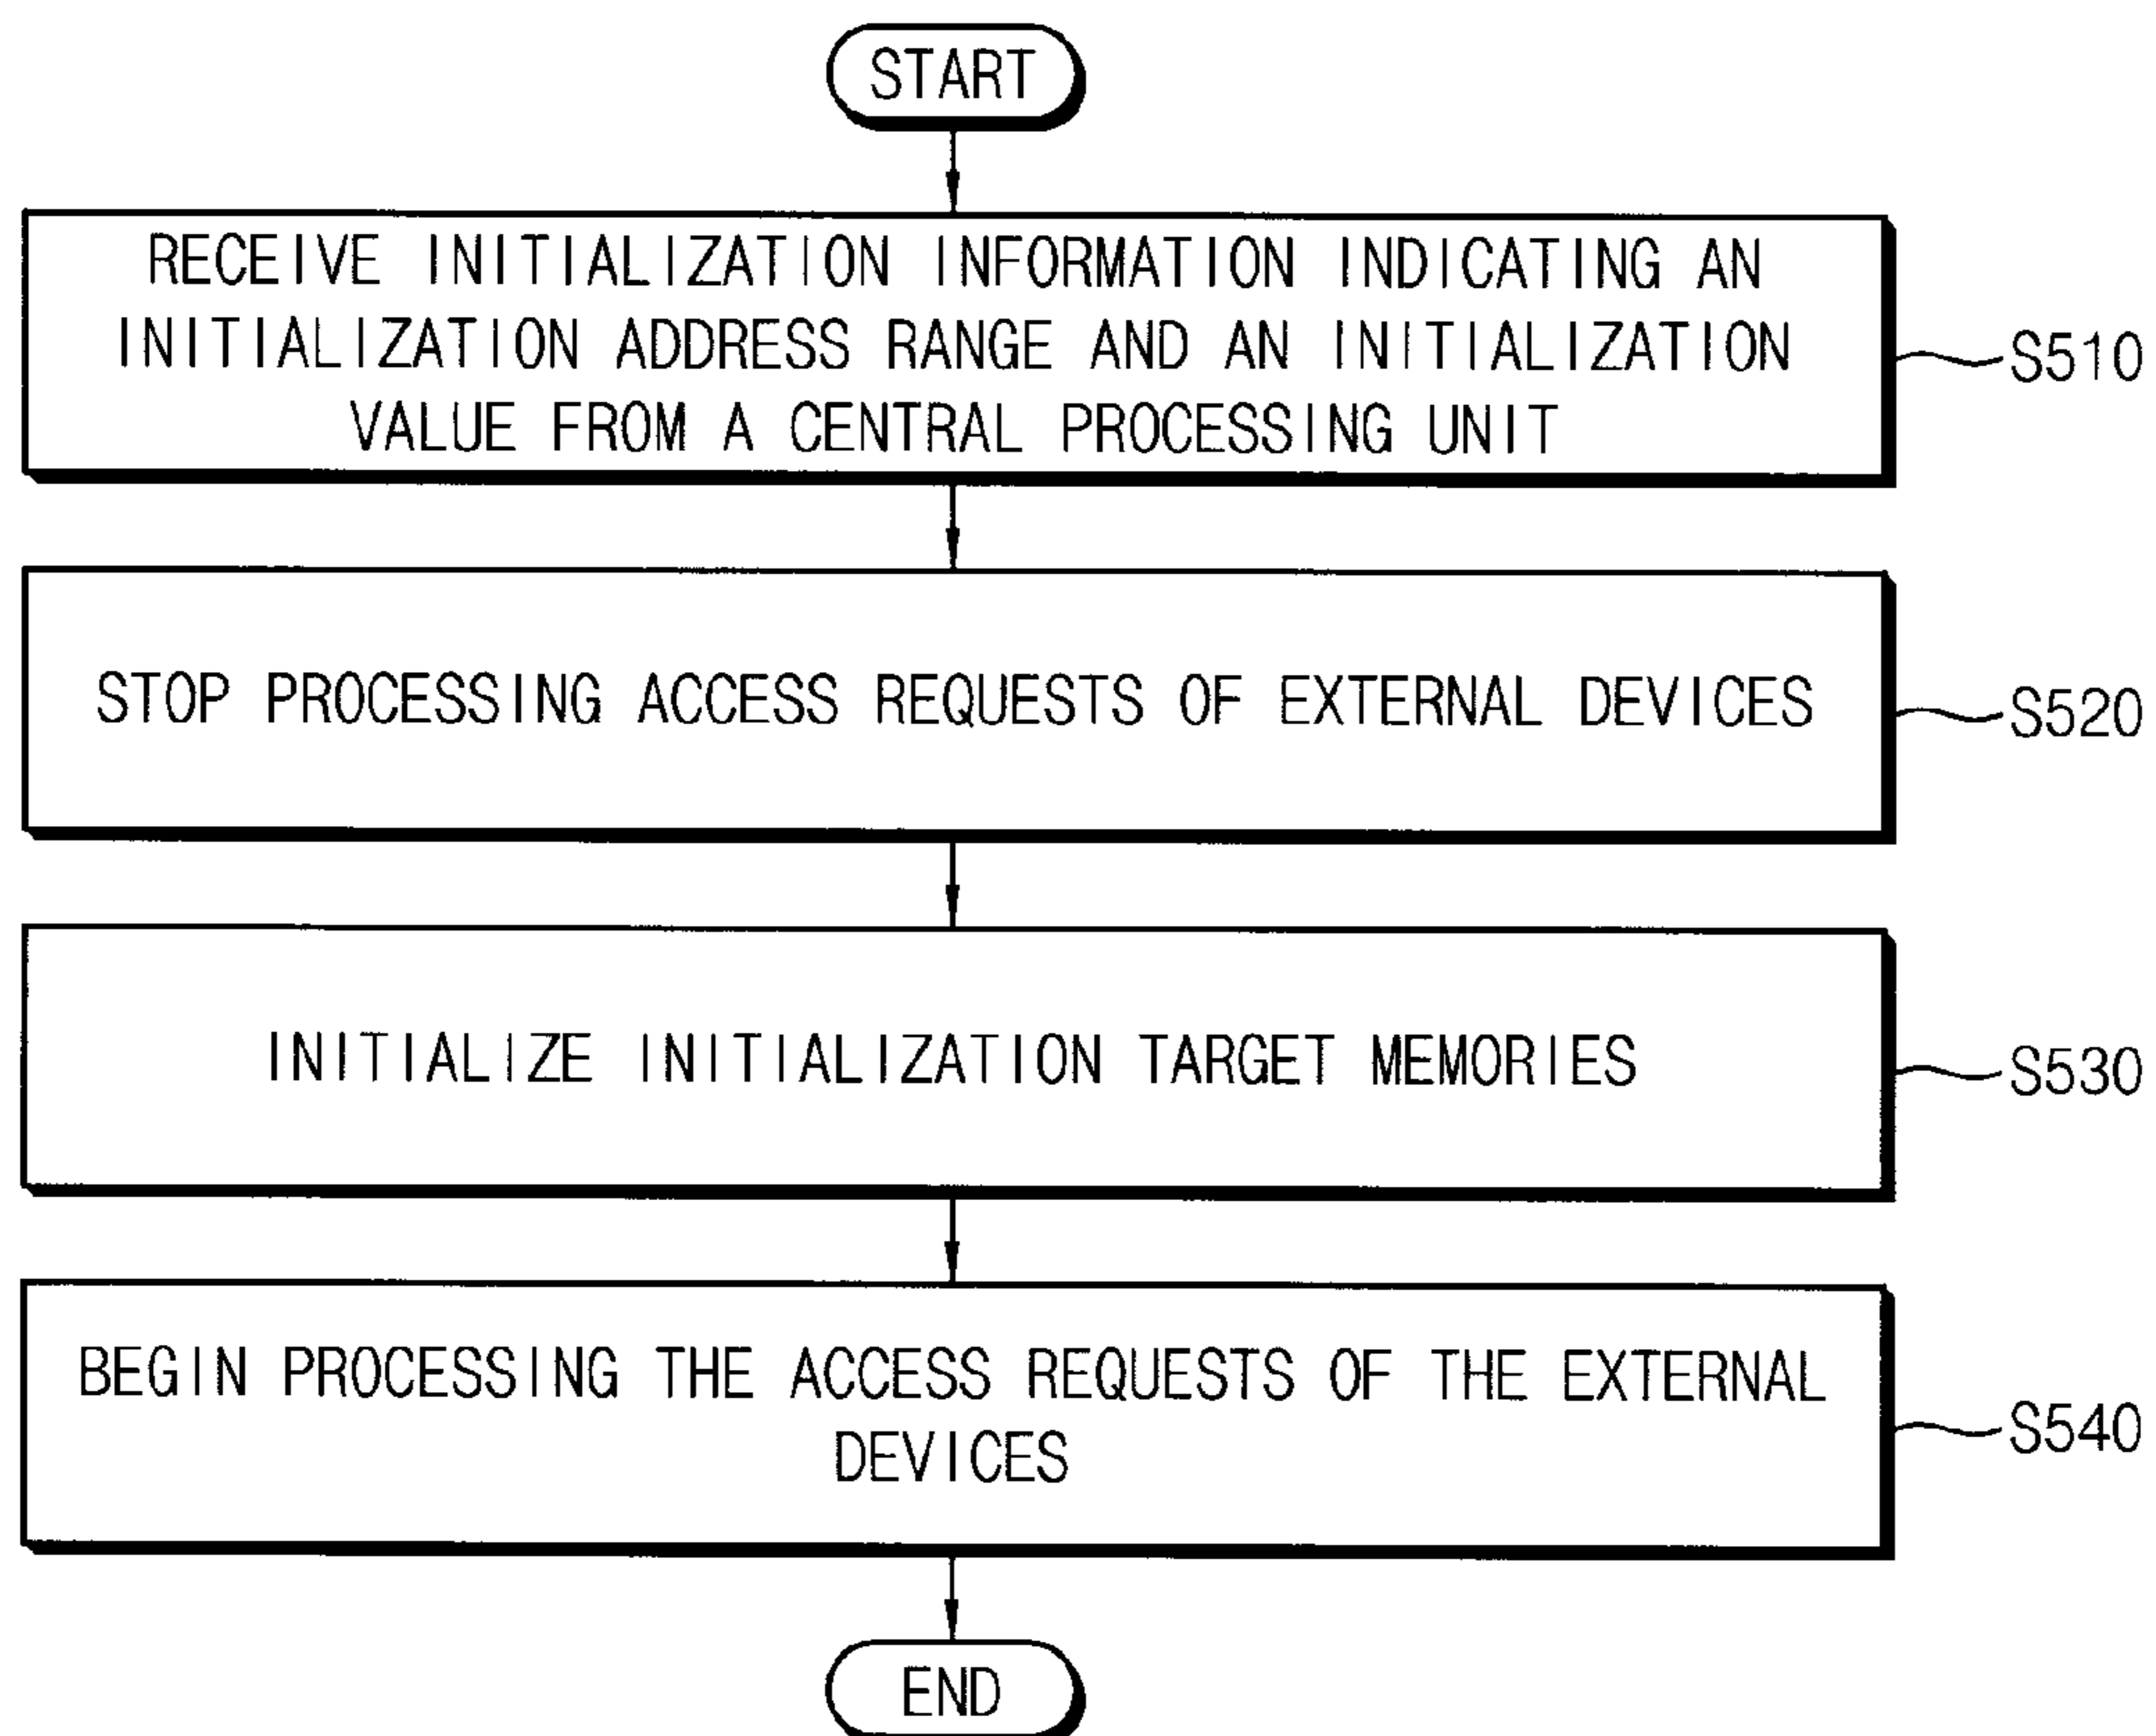 START
RECEIVE INITIALIZATION INFORMATION INDICATING AN
INITIALIZATION ADDRESS RANGE AND AN INITIALIZATION
VALUE FROM A CENTRAL PROCESSING UNIT
S510
STOP PROCESSING ACCESS REQUESTS OF EXTERNAL DEVICES
S520
INITIALIZE INITIALIZATION TARGET MEMORIES
S530
BEGIN PROCESSING THE ACCESS REQUESTS OF THE EXTERNAL
DEVICES
S540
END